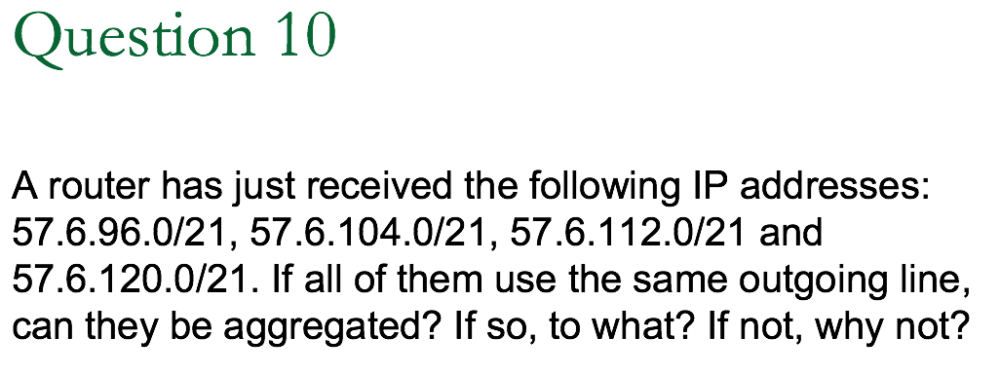 Question 10
A router has just received the following IP addresses:
57.6.96.0/21, 57.6.104.0/21, 57.6.112.0/21 and
57.6.120.0/21. If all of them use the same outgoing line,
can they be aggregated? If so, to what? If not, why not?